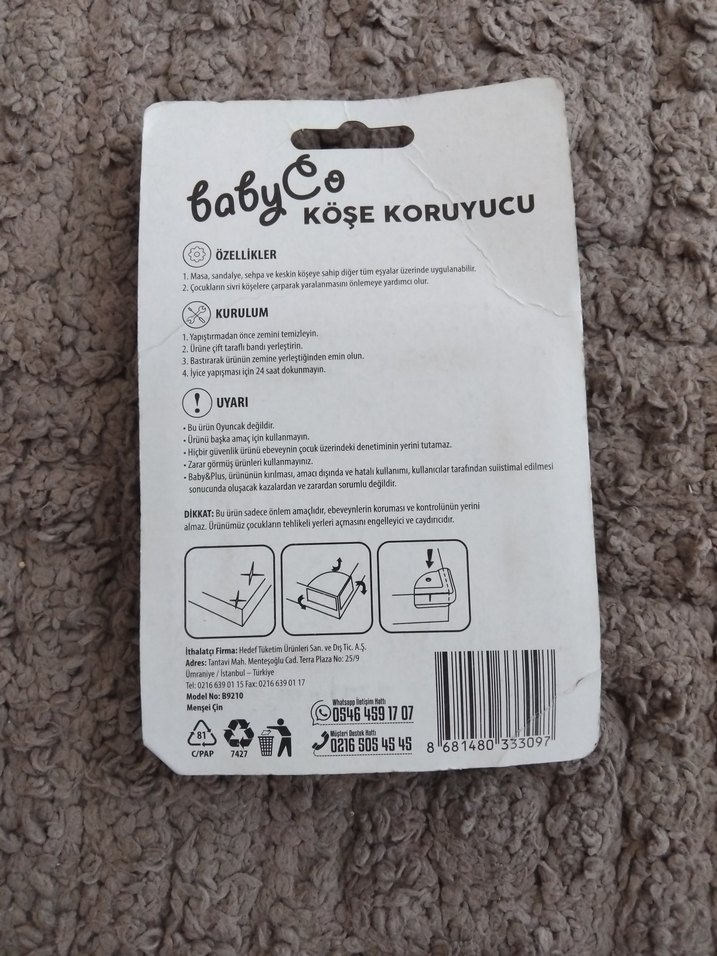 babyCo
KÖŞE KORUYUCU
ÖZELLİKLER
1. Masa, sandalye, sehpa ve keskin köşeye sahip diğer tüm eşyalar üzerinde uygulanabilir.
2. Çocukların sivri köşelere çarparak yaralanmasını önlemeye yardımcı olur.
KURULUM
1. Yapıştırmadan önce zemini temizleyin.
2. Ürüne çift taraflı bandı yerleştirin.
3. Bastırarak ürünün zemine yerleştiğinden emin olun.
4. İyice yapışması için 24 saat dokunmayın.
UYARI
• Bu ürün Oyuncak değildir.
• Ürünü başka amaç için kullanmayın.
• Hiçbir güvenlik ürünü ebeveynin çocuk üzerindeki denetiminin yerini tutamaz.
• Zarar görmüş ürünleri kullanmayınız.
• Baby&Plus, ürününün kırılması, amacı dışında ve hatalı kullanımı, kullanıcılar tarafından suiistimal edilmesi
sonucunda oluşacak kazalardan ve zarardan sorumlu değildir.
DİKKAT: Bu ürün sadece önlem amaçlıdır, ebeveynlerin koruması ve kontrolünün yerini
almaz. Ürünümüz çocukların tehlikeli yerleri açmasını engelleyici ve caydırıcıdır.
İthalatçı Firma: Hedef Tüketim Ürünleri San. ve Dış Tic. A.Ş.
Adres: Tantavi Mah. Menteşoğlu Cad. Terra Plaza No: 25/9
Ümraniye / İstanbul – Türkiye
Tel: 0216 639 01 15 Fax: 0216 639 01 17
Model No: B9210
Menşei Çin
81
C/PAP
7427
Whatsapp İletişim Hattı
0546 459 17 07
Müşteri Destek Hattı
0216 505 45 45
8 681480 333097